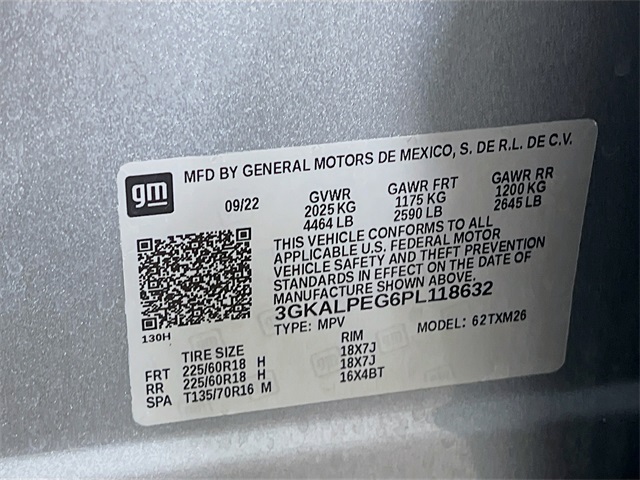 gm
MFD BY GENERAL MOTORS DE MEXICO, S. DE R.L. DE C.V.
09/22 GVWR GAWR FRT GAWR RR
2025 KG 1175 KG 1200 KG
4464 LB 2590 LB 2645 LB
THIS VEHICLE CONFORMS TO ALL
APPLICABLE U.S. FEDERAL MOTOR
VEHICLE SAFETY AND THEFT PREVENTION
STANDARDS IN EFFECT ON THE DATE OF
MANUFACTURE SHOWN ABOVE.
3GKALPEG6PL118632
TYPE: MPV MODEL: 62TXM26
130H
TIRE SIZE RIM
FRT 225/60R18 H 18X7J
RR 225/60R18 H 18X7J
SPA T135/70R16 M 16X4BT